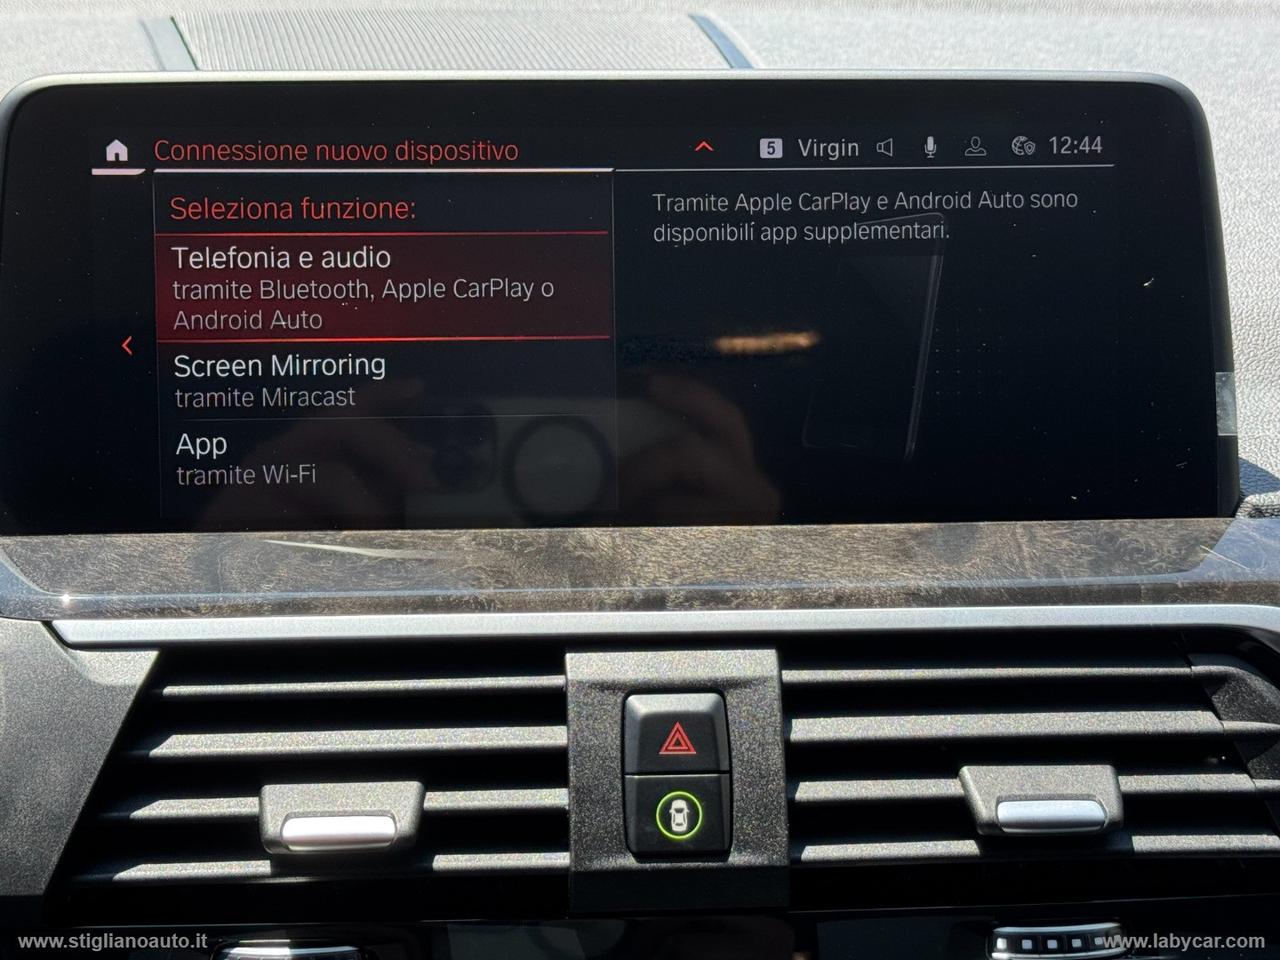 Connessione nuovo dispositivo
5 Virgin 12:44
Seleziona funzione:
Telefonia e audio
tramite Bluetooth, Apple CarPlay o
Android Auto
Screen Mirroring
tramite Miracast
App
tramite Wi-Fi
Tramite Apple CarPlay e Android Auto sono
disponibili app supplementari.
www.stiglianoauto.it
www.labycar.com